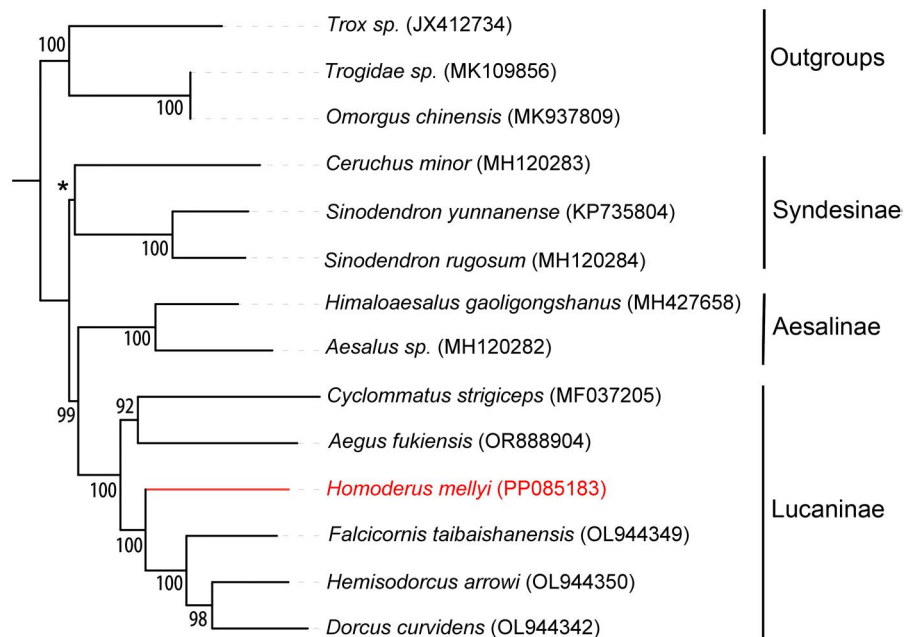 100
Trox sp. (JX412734)
Trogidae sp. (MK109856)
100
Omorgus chinensis (MK937809)
Outgroups
*
Ceruchus minor (MH120283)
Sinodendron yunnanense (KP735804)
100
Sinodendron rugosum (MH120284)
Syndesinae
Himaloaesalus gaoligongshanus (MH427658)
100
Aesalus sp. (MH120282)
Aesalinae
99
92
Cyclommatus strigiceps (MF037205)
Aegus fukiensis (OR888904)
100
Homoderus mellyi (PP085183)
100
Falcicornis taibaishanensis (OL944349)
100
Hemisodorcus arrowi (OL944350)
98
Dorcus curvidens (OL944342)
Lucaninae